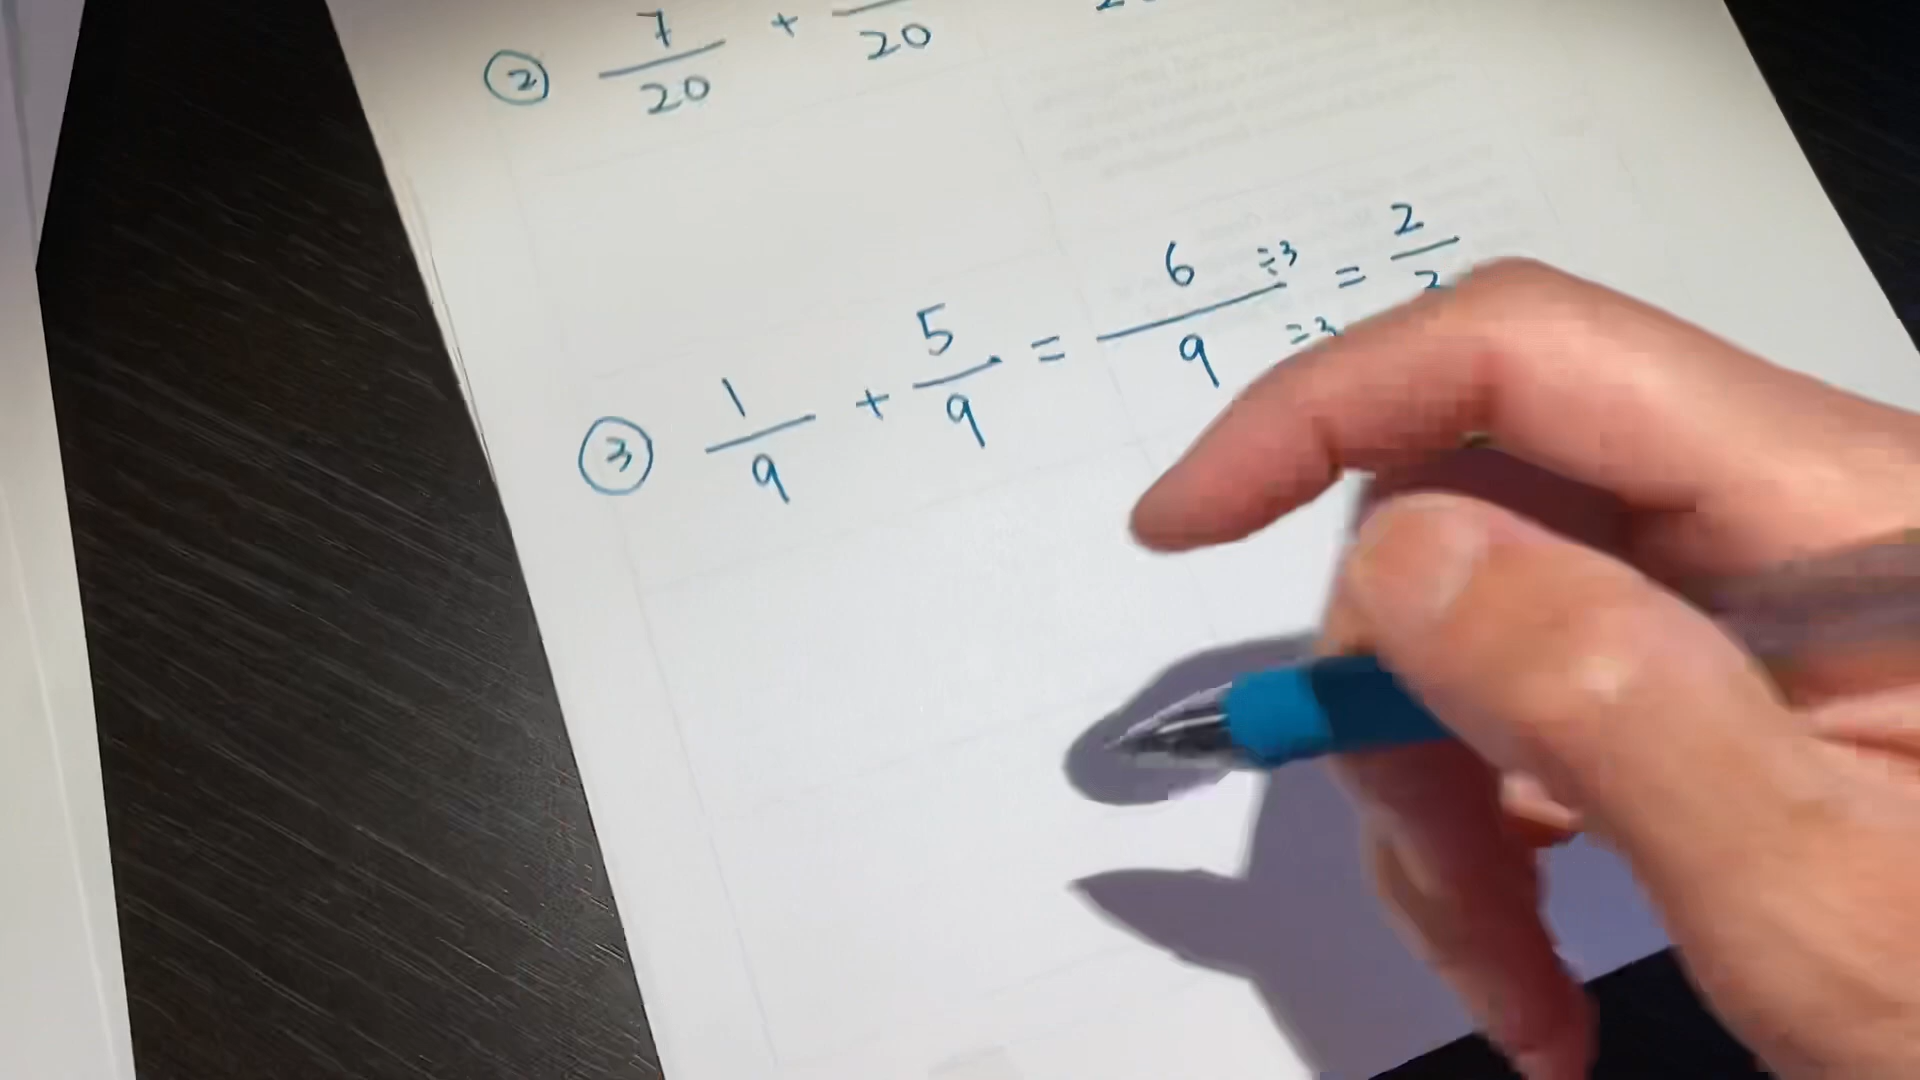 ② 7/20 + /20
③ 1/9 + 5/9 = 6 ÷3/9 ÷3 = 2/3